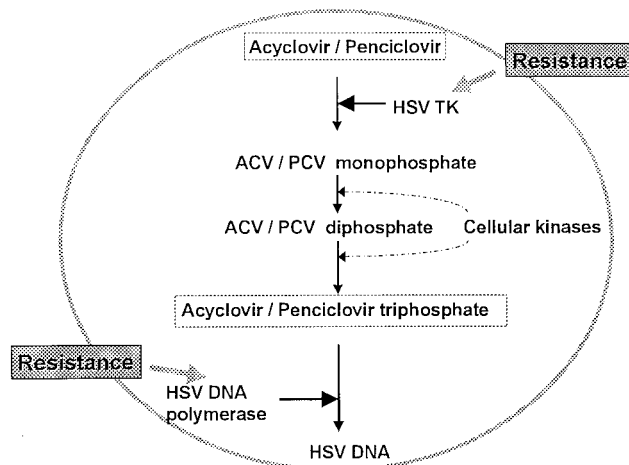 Acyclovir / Penciclovir
Resistance
HSV TK
ACV / PCV monophosphate
ACV / PCV diphosphate
Cellular kinases
Acyclovir / Penciclovir triphosphate
Resistance
HSV DNA
polymerase
HSV DNA